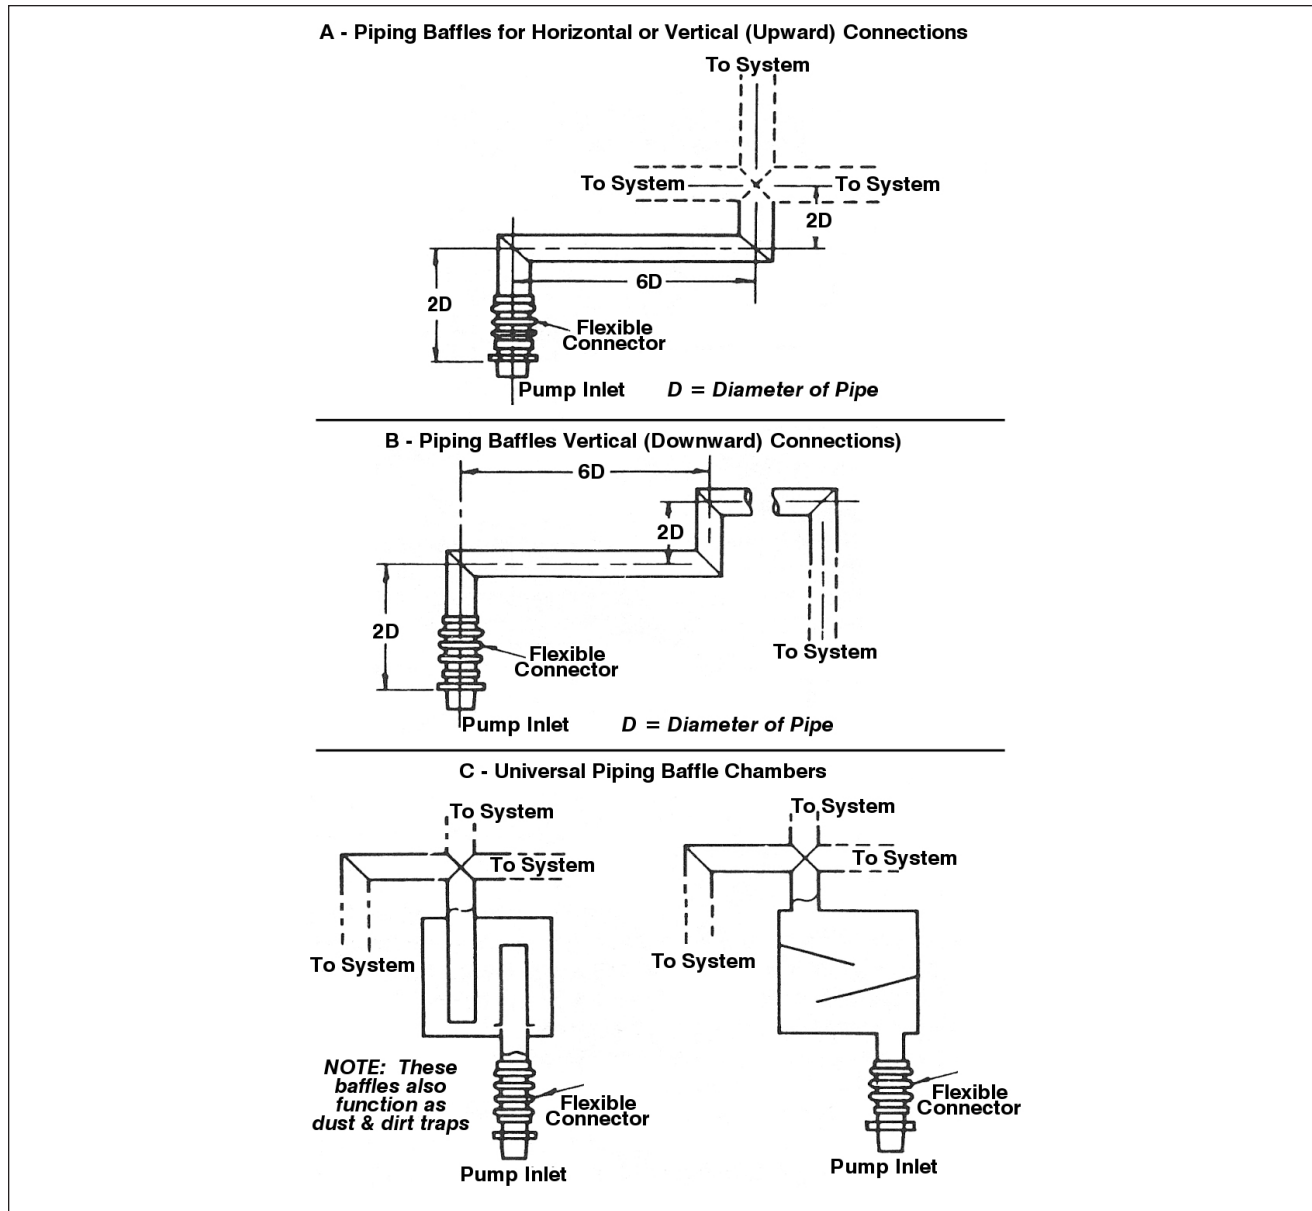 A - Piping Baffles for Horizontal or Vertical (Upward) Connections
To System
To System
To System
2D
6D
2D
Flexible
Connector
Pump Inlet
D = Diameter of Pipe
B - Piping Baffles Vertical (Downward) Connections)
6D
2D
2D
Flexible
Connector
To System
Pump Inlet
D = Diameter of Pipe
C - Universal Piping Baffle Chambers
To System
To System
To System
NOTE: These
baffles also
function as
dust & dirt traps
Flexible
Connector
Pump Inlet
To System
To System
To System
Flexible
Connector
Pump Inlet